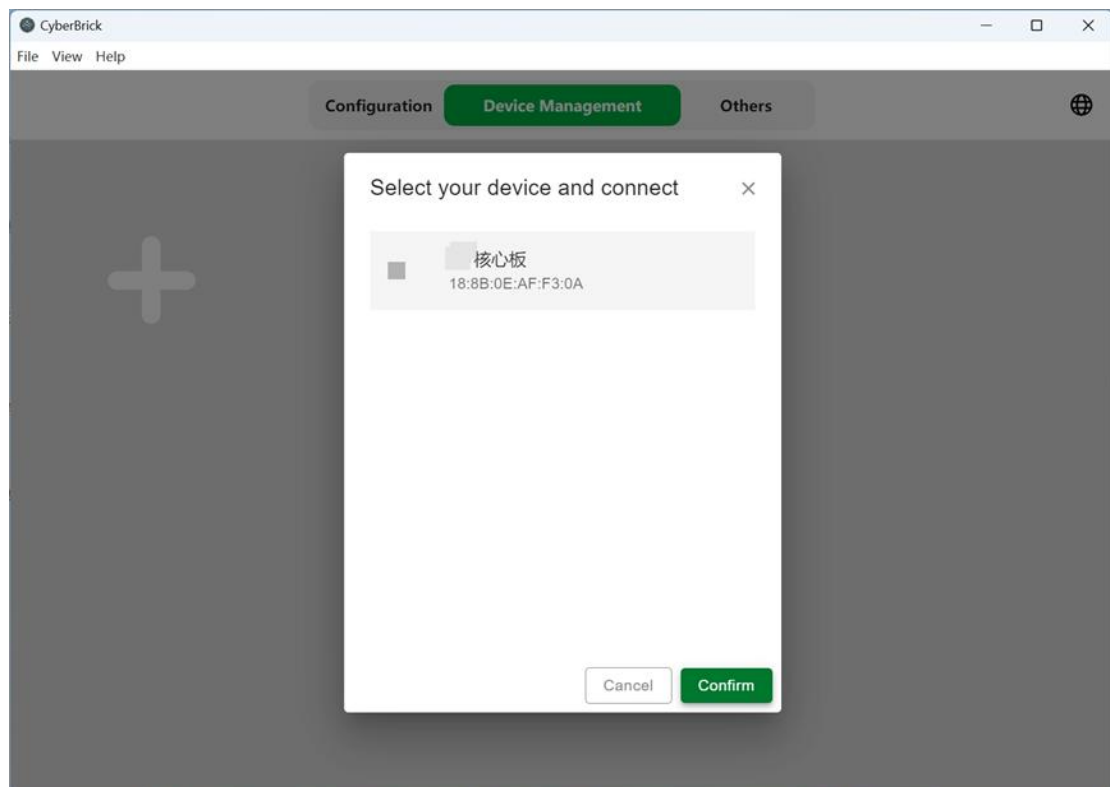 CyberBrick
File View Help
Configuration Device Management Others
Select your device and connect
核心板
18:8B:0E:AF:F3:0A
Cancel Confirm